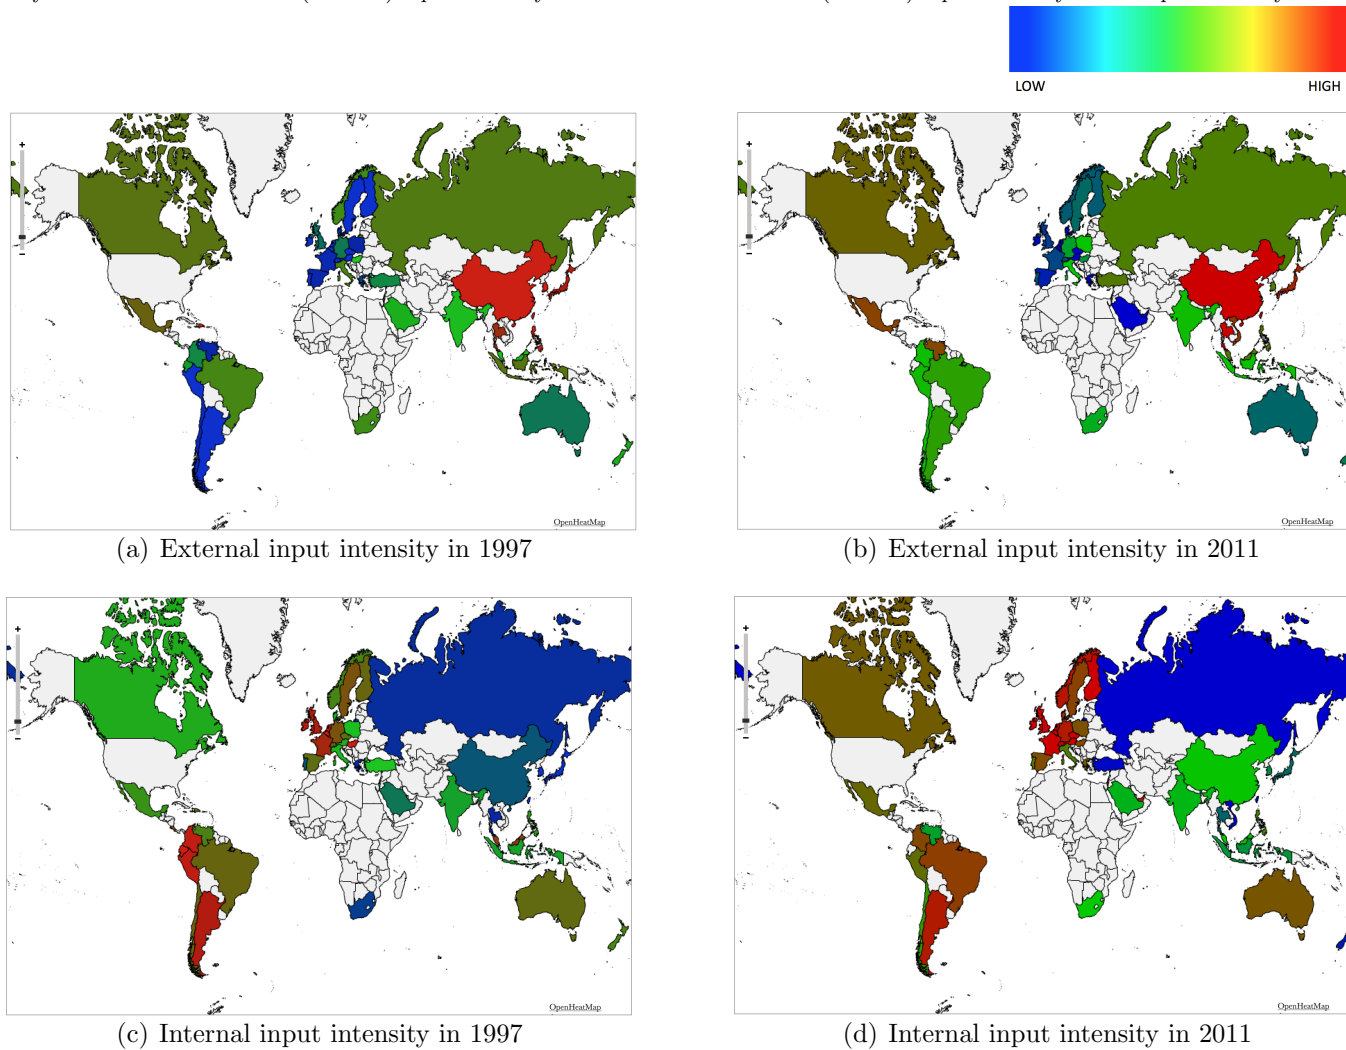 LOW HIGH
+
−
OpenHeatMap
+
−
OpenHeatMap
(a) External input intensity in 1997
(b) External input intensity in 2011
+
−
OpenHeatMap
+
−
OpenHeatMap
(c) Internal input intensity in 1997
(d) Internal input intensity in 2011